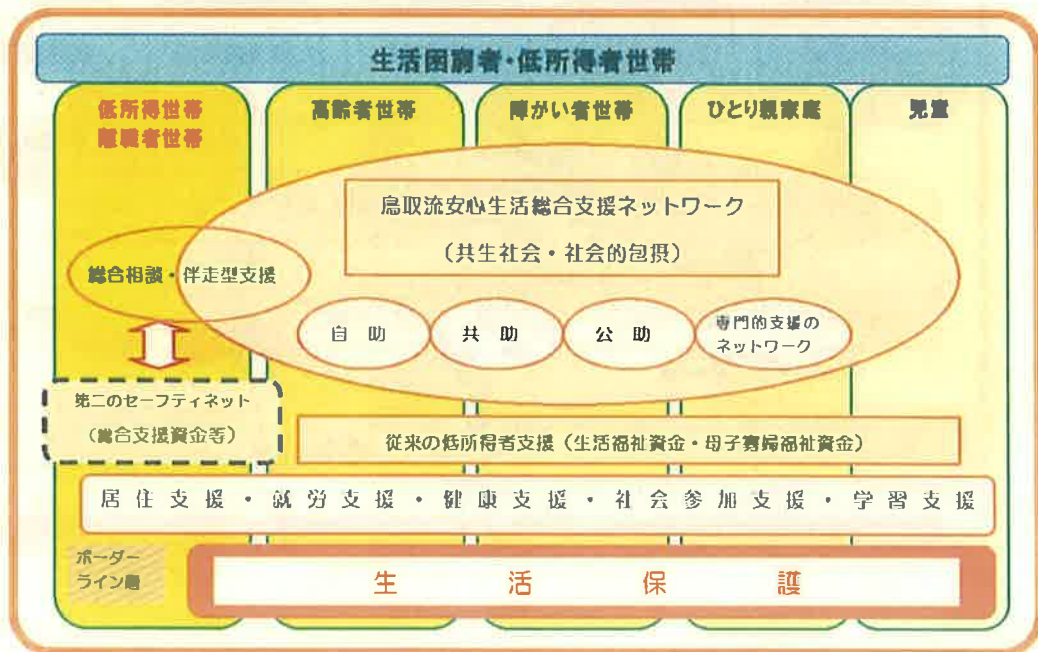 生活困窮者・低所得者世帯
低所得世帯
離職者世帯
高齢者世帯
障がい者世帯
ひとり親家庭
児童
鳥取流安心生活総合支援ネットワーク
(共生社会・社会的包摂)
総合相談・伴走型支援
自助
共助
公助
専門的支援の
ネットワーク
第二のセーフティネット
(総合支援資金等)
従来の低所得者支援(生活福祉資金・母子寡婦福祉資金)
居住支援・就労支援・健康支援・社会参加支援・学習支援
ボーダー
ライン層
生活保護